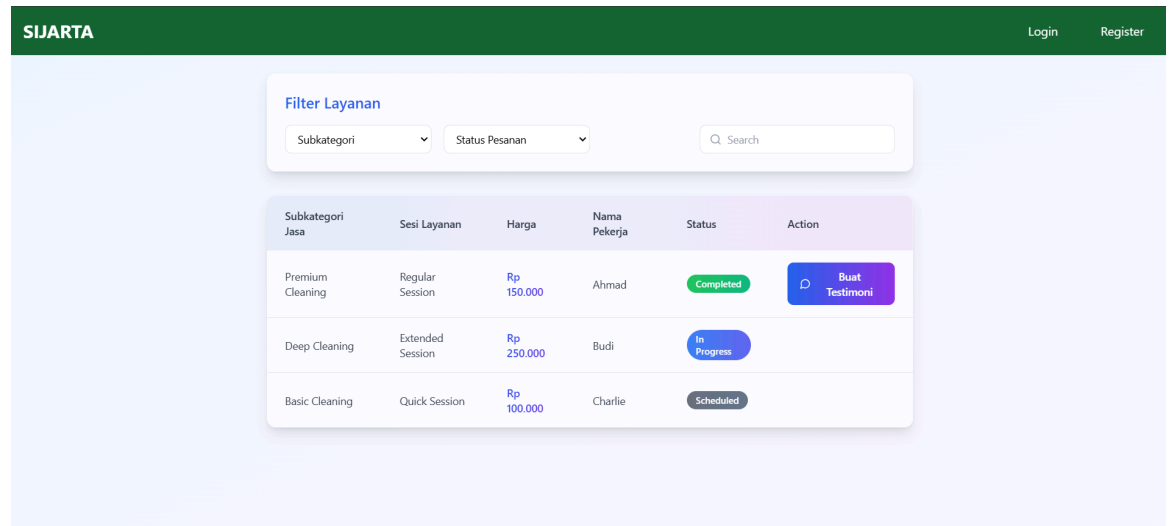 SIJARTA
Login
Register
Filter Layanan
Subkategori
Status Pesanan
Search
Subkategori
Jasa
Sesi Layanan
Harga
Nama
Pekerja
Status
Action
Premium
Cleaning
Regular
Session
Rp
150.000
Ahmad
Completed
Buat
Testimoni
Deep Cleaning
Extended
Session
Rp
250.000
Budi
In
Progress
Basic Cleaning
Quick Session
Rp
100.000
Charlie
Scheduled